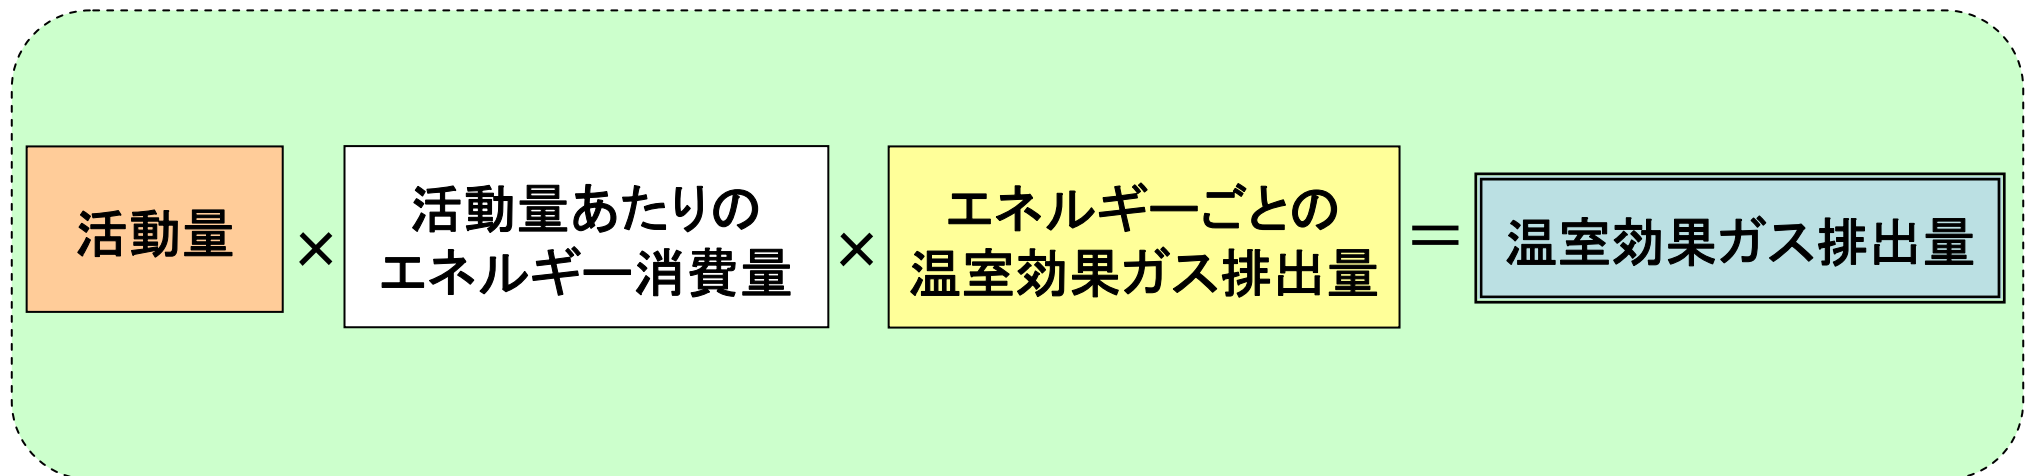 活動量
×
活動量あたりの
エネルギー消費量
×
エネルギーごとの
温室効果ガス排出量
＝
温室効果ガス排出量